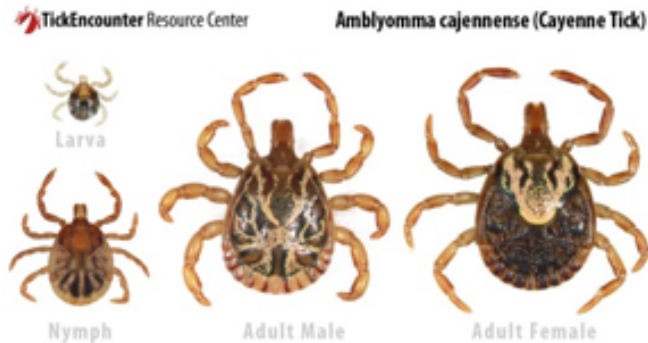 TickEncounter Resource Center
Amblyomma cajennense (Cayenne Tick)
Larva
Nymph
Adult Male
Adult Female